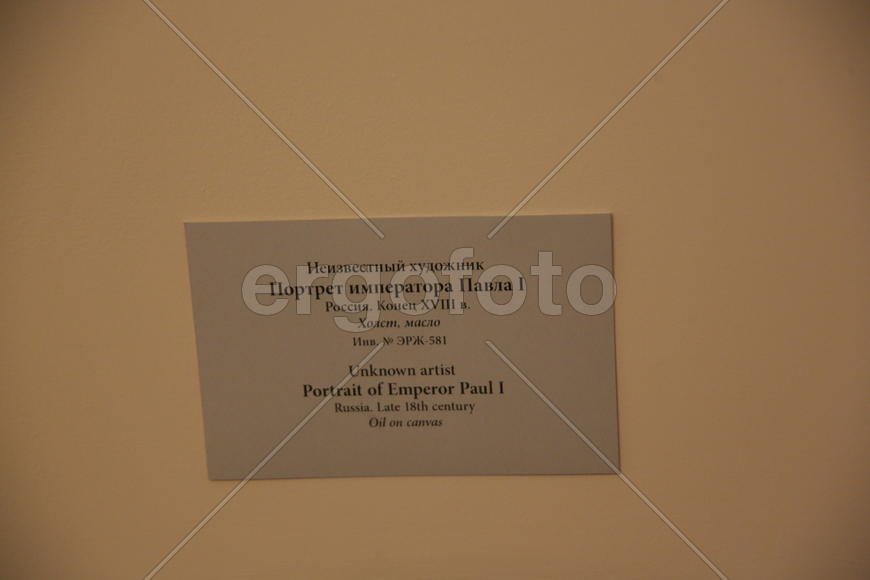 Неизвестный художник
Портрет императора Павла I
Россия. Конец XVIII в.
Холст, масло
Инв. № ЭРЖ-581
Unknown artist
Portrait of Emperor Paul I
Russia. Late 18th century
Oil on canvas
ergofoto